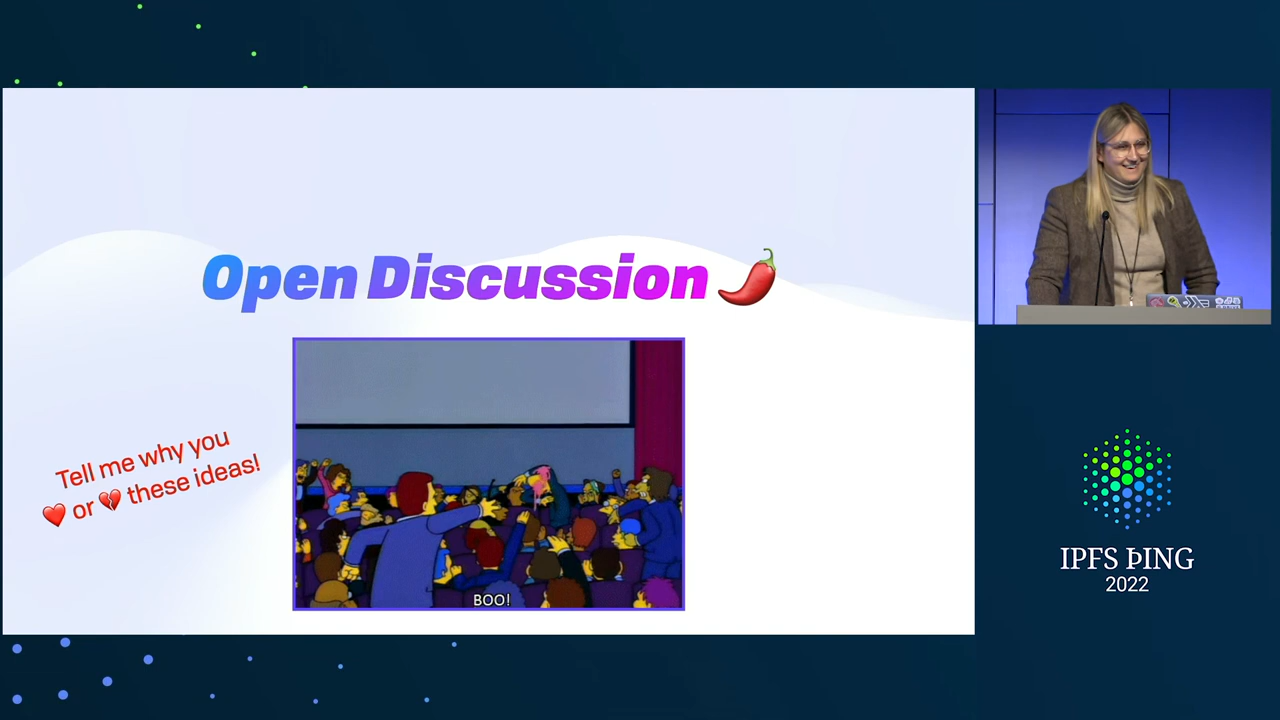 Open Discussion 🌶️
Tell me why you
❤️ or 💔 these ideas!
BOO!
IPFS ÞING
2022